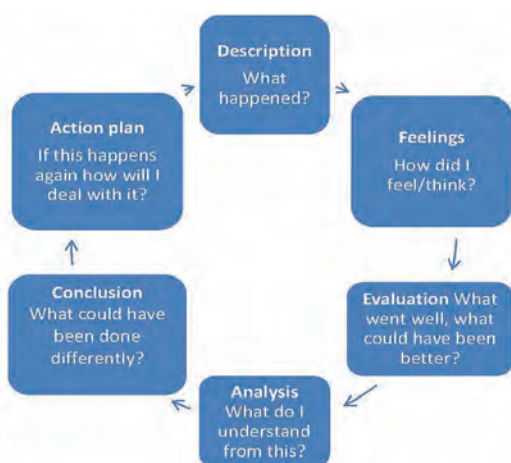 Description
What
happened?
Feelings
How did I
feel/think?
Evaluation What
went well, what
could have been
better?
Analysis
What do I
understand
from this?
Conclusion
What could have
been done
differently?
Action plan
If this happens
again how will I
deal with it?